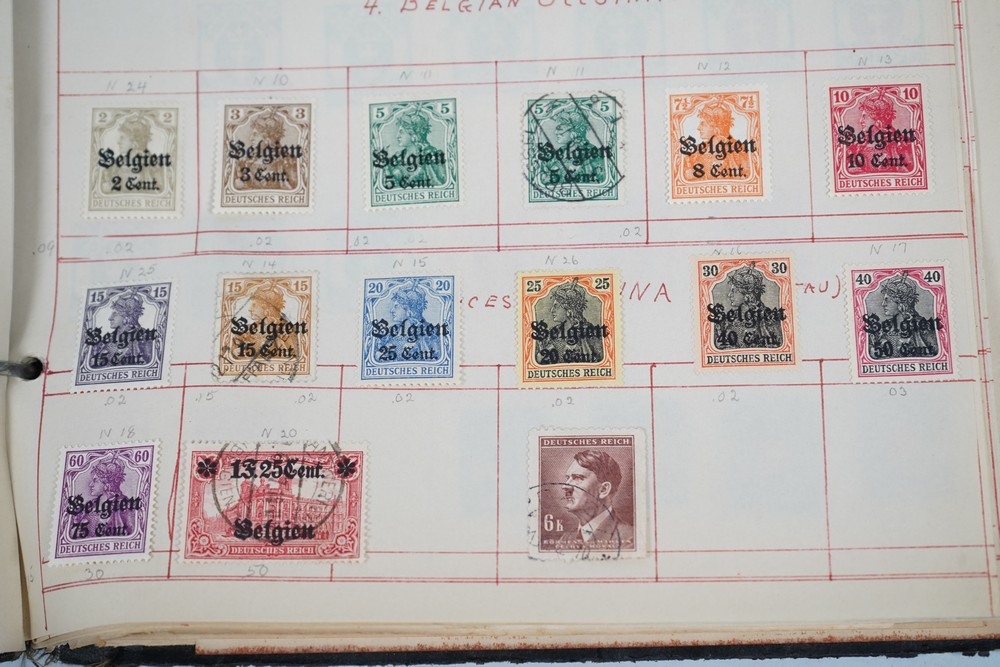 4. BELGIAN
N 24 N 10 N 11 N 11 N 12 N 13
2 2 Belgien 2 Cent. DEUTSCHES REICH
3 3 Belgien 3 Cent. DEUTSCHES REICH
5 5 Belgien 5 Cent. DEUTSCHES REICH
5 5 Belgien 5 Cent. DEUTSCHES REICH
7½ 7½ Belgien 8 Cent. DEUTSCHES REICH
10 10 Belgien 10 Cent. DEUTSCHES REICH
.09 .02 .02 .02 .02 .02
N 25 N 14 N 15 N 26 N 16 N 17
15 15 Belgien 15 Cent. DEUTSCHES REICH
15 15 Belgien 15 Cent. DEUTSCHES REICH
20 20 Belgien 25 Cent. DEUTSCHES REICH
25 25 Belgien 20 Cent. DEUTSCHES REICH
30 30 Belgien 40 Cent. DEUTSCHES REICH
40 40 Belgien 50 Cent. DEUTSCHES REICH
.02 .05 .02 .02 .02 .02 .03
N 18 N 20
60 60 Belgien 75 Cent. DEUTSCHES REICH
1F.25Cent. Belgien
DEUTSCHES REICH
6K
30 50